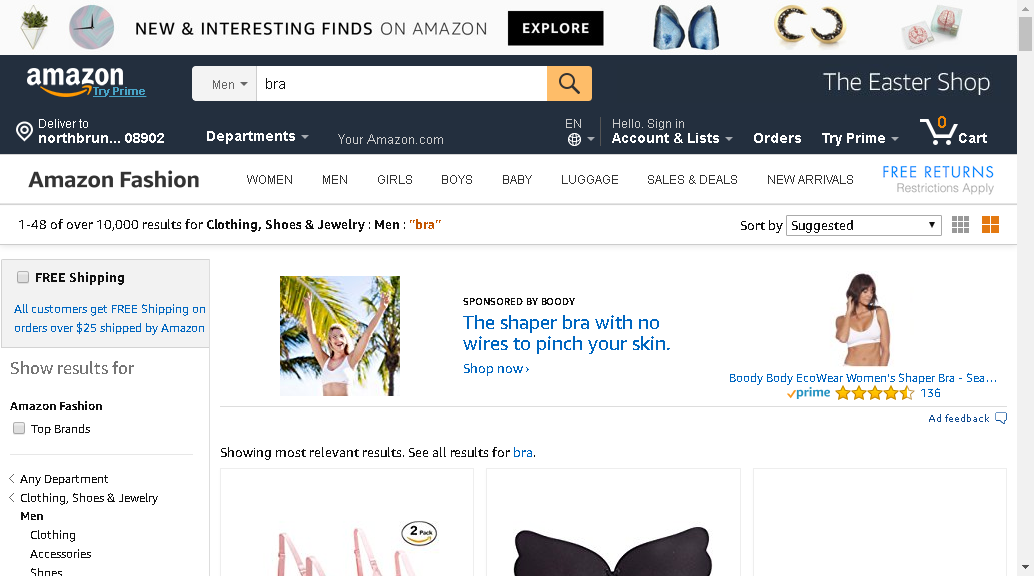 NEW & INTERESTING FINDS ON AMAZON
EXPLORE
amazon
Try Prime
Men
bra
The Easter Shop
Deliver to
northbrun... 08902
Departments
Your Amazon.com
EN
Hello. Sign in
Account & Lists
Orders
Try Prime
0
Cart
Amazon Fashion
WOMEN
MEN
GIRLS
BOYS
BABY
LUGGAGE
SALES & DEALS
NEW ARRIVALS
FREE RETURNS
Restrictions Apply
1-48 of over 10,000 results for Clothing, Shoes & Jewelry : Men : "bra"
Sort by
Suggested
FREE Shipping
All customers get FREE Shipping on
orders over $25 shipped by Amazon
Show results for
Amazon Fashion
Top Brands
Any Department
Clothing, Shoes & Jewelry
Men
Clothing
Accessories
Shoes
SPONSORED BY BOODY
The shaper bra with no
wires to pinch your skin.
Shop now ›
Boody Body EcoWear Women's Shaper Bra - Sea...
prime
136
Ad feedback
Showing most relevant results. See all results for bra.
2 Pack